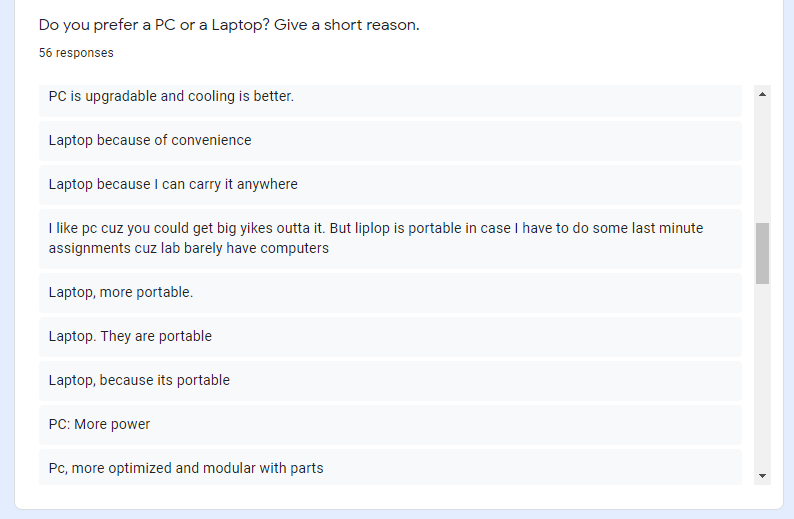 Do you prefer a PC or a Laptop? Give a short reason.
56 responses
PC is upgradable and cooling is better.
Laptop because of convenience
Laptop because I can carry it anywhere
I like pc cuz you could get big yikes outta it. But liplop is portable in case I have to do some last minute
assignments cuz lab barely have computers
Laptop, more portable.
Laptop. They are portable
Laptop, because its portable
PC: More power
Pc, more optimized and modular with parts